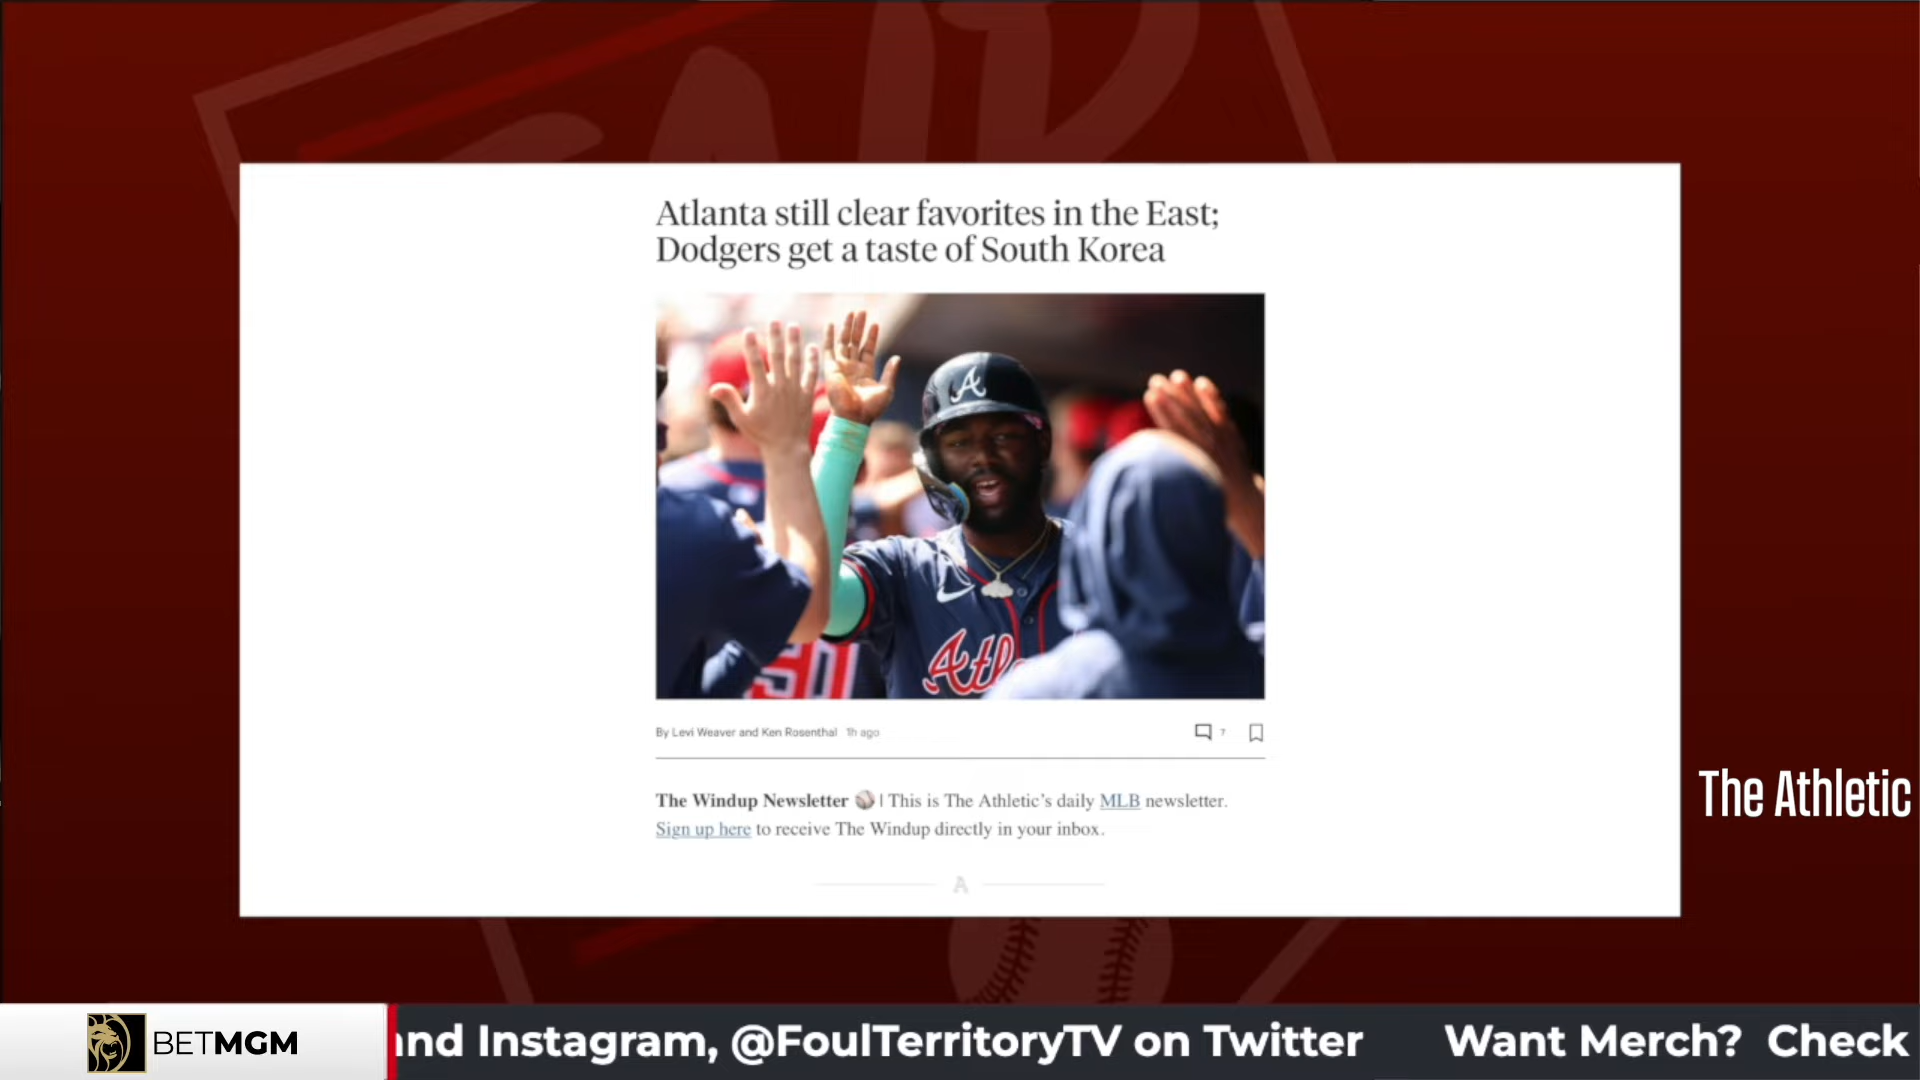 Atlanta still clear favorites in the East;
Dodgers get a taste of South Korea
A
Atl
By Levi Weaver and Ken Rosenthal 1h ago
7
The Windup Newsletter | This is The Athletic's daily MLB newsletter.
Sign up here to receive The Windup directly in your inbox.
A
The Athletic
BETMGM
and Instagram, @FoulTerritoryTV on Twitter Want Merch? Check